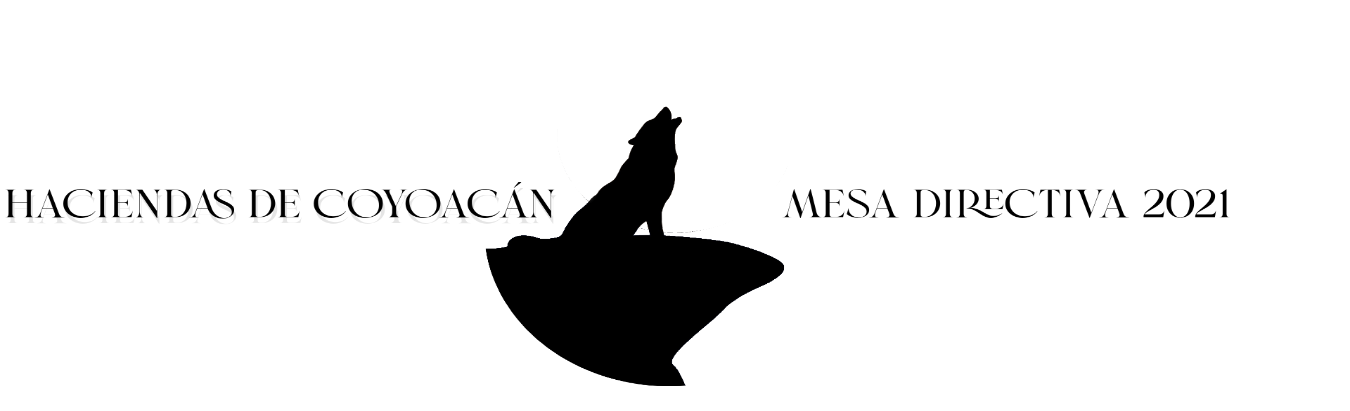 HACIENDAS DE COYOACÁN MESA DIRECTIVA 2021